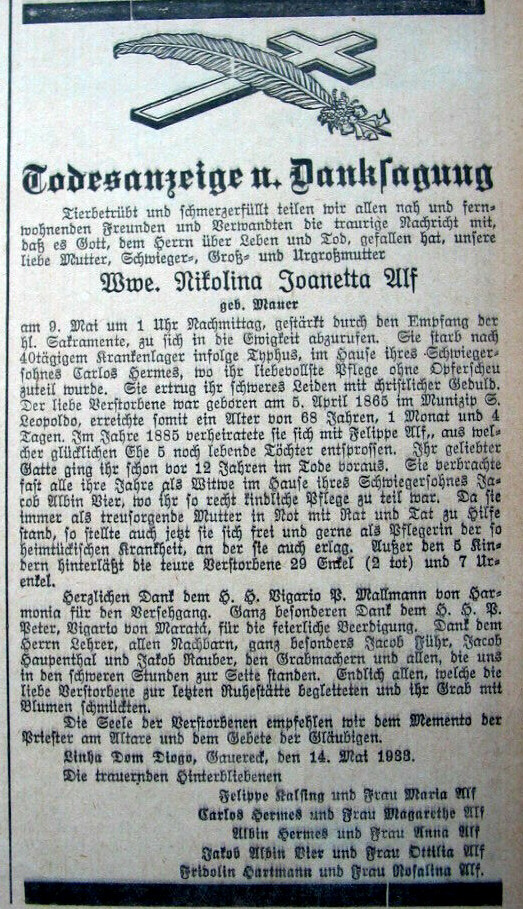 Todesanzeige u. Danksagung
Tierbetrübt und schmerzerfüllt teilen wir allen nah und fern-
wohnenden Freunden und Verwandten die traurige Nachricht mit,
daß es Gott, dem Herrn über Leben und Tod, gefallen hat, unsere
liebe Mutter, Schwieger-, Groß- und Urgroßmutter
Wwe. Nikolina Joanetta Alf
geb. Mauer
am 9. Mai um 1 Uhr Nachmittag, gestärkt durch den Empfang der
hl. Sakramente, zu sich in die Ewigkeit abzurufen. Sie starb nach
40tägigem Krankenlager infolge Typhus, im Hause ihres Schwieger-
sohnes Carlos Hermes, wo ihr liebevollste Pflege ohne Opferscheu
zuteil wurde. Sie ertrug ihr schweres Leiden mit christlicher Geduld.
Der liebe Verstorbene war geboren am 5. April 1865 im Munizip S.
Leopoldo, erreichte somit ein Alter von 68 Jahren, 1 Monat und 4
Tagen. Im Jahre 1885 verheiratete sie sich mit Felippe Alf,, aus wel-
cher glücklichen Ehe 5 noch lebende Töchter entsprossen. Ihr geliebter
Gatte ging ihr schon vor 12 Jahren im Tode voraus. Sie verbrachte
fast alle ihre Jahre als Witwe im Hause ihres Schwiegersohnes Ja-
cob Albin Vier, wo ihr so recht kindliche Pflege zu teil war. Da sie
immer als treusorgende Mutter in Not mit Rat und Tat zu Hilfe
stand, so stellte auch jetzt sie sich frei und gerne als Pflegerin der so
heimtückischen Krankheit, an der sie auch erlag. Außer den 5 Kin-
dern hinterläßt die teure Verstorbene 29 Enkel (2 tot) und 7 Ur-
enkel.
Herzlichen Dank dem H. H. Vigario P. Mallmann von Har-
monia für den Versehgang. Ganz besonderen Dank dem H. H. P.
Peter, Vigario von Maratá, für die feierliche Beerdigung. Dank dem
Herrn Lehrer, allen Nachbarn, ganz besonders Jacob Führ, Jacob
Haupenthal und Jakob Rauber, den Grabmachern und allen, die uns
in den schweren Stunden zur Seite standen. Endlich allen, welche die
liebe Verstorbene zur letzten Ruhestätte begleiteten und ihr Grab mit
Blumen schmückten.
Die Seele der Verstorbenen empfehlen wir dem Memento der
Priester am Altare und dem Gebete der Gläubigen.
Linha Dom Diogo, Gauereck, den 14. Mai 1933.
Die trauernden Hinterbliebenen
Felippe Kalsing und Frau Maria Alf
Carlos Hermes und Frau Magarethe Alf
Albin Hermes und Frau Anna Alf
Jakob Albin Vier und Frau Ottilia Alf
Fridolin Hartmann und Frau Rosalina Alf.